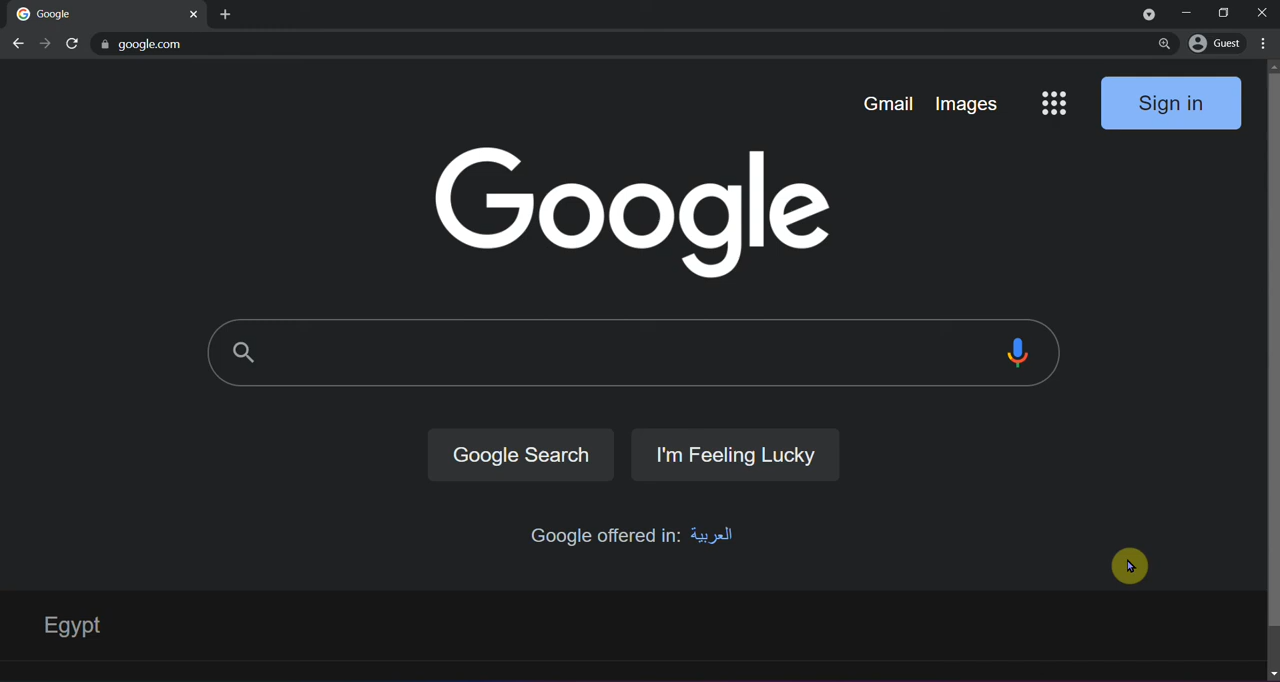 Google
google.com
Guest
Gmail Images
Sign in
Google
Google Search
I'm Feeling Lucky
Google offered in: العربية
Egypt